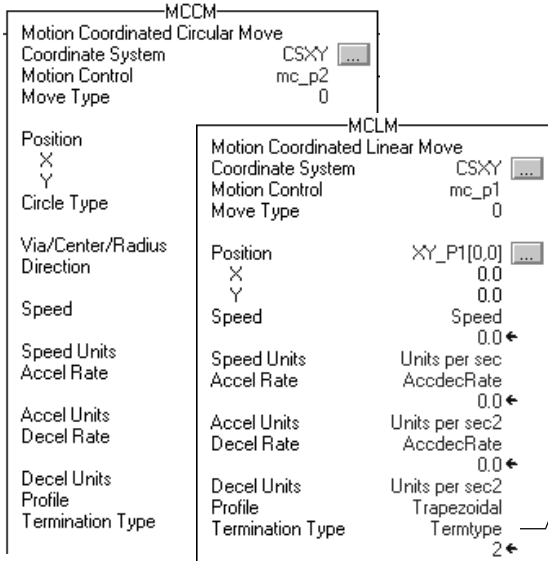 MCCM
Motion Coordinated Circular Move
Coordinate System CSXY ...
Motion Control mc_p2
Move Type 0
Position
X
Y
Circle Type
Via/Center/Radius
Direction
Speed
Speed Units
Accel Rate
Accel Units
Decel Rate
Decel Units
Profile
Termination Type
MCLM
Motion Coordinated Linear Move
Coordinate System CSXY ...
Motion Control mc_p1
Move Type 0
Position XY_P1[0,0] ...
X 0.0
Y 0.0
Speed Speed
0.0 ←
Speed Units Units per sec
Accel Rate AccdecRate
0.0 ←
Accel Units Units per sec2
Decel Rate AccdecRate
0.0 ←
Decel Units Units per sec2
Profile Trapezoidal
Termination Type Termtype
2 ←